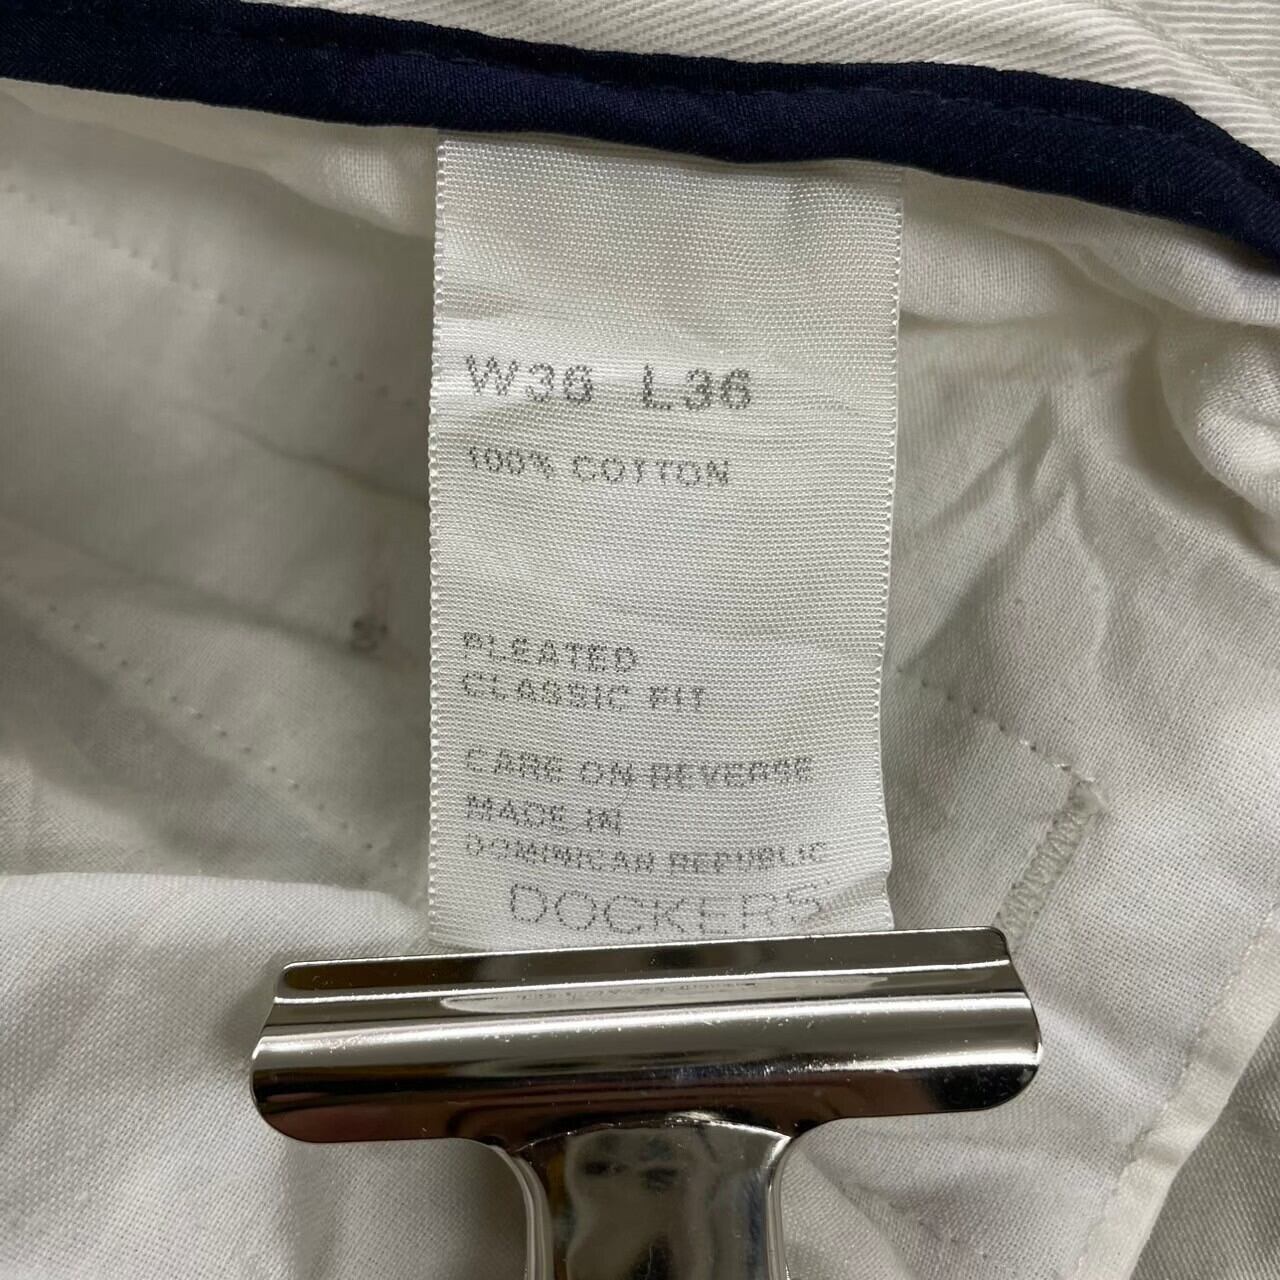 W36 L36
100% COTTON
PLEATED
CLASSIC FIT
CARE ON REVERSE
MADE IN
DOMINICAN REPUBLIC
DOCKERS